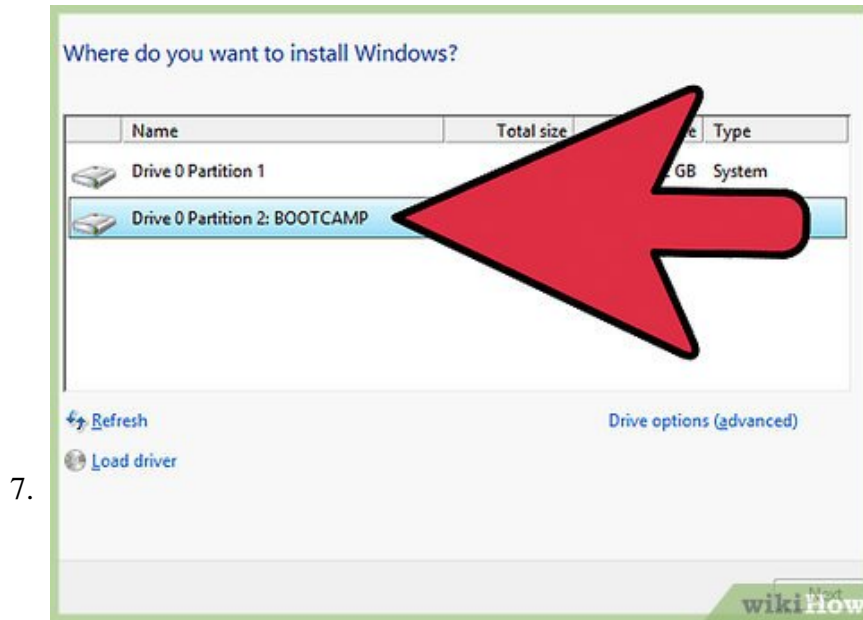 Where do you want to install Windows?
Name Total size Type
Drive 0 Partition 1 GB System
Drive 0 Partition 2: BOOTCAMP
Refresh Drive options (advanced)
Load driver
7.
Next
wikiHow